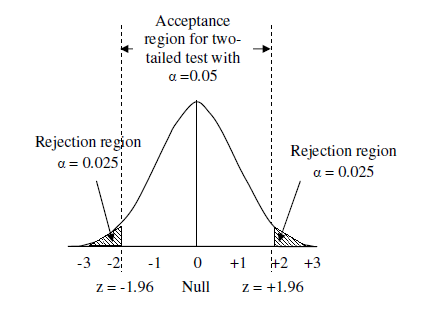 Acceptance
region for two-
tailed test with
α =0.05
Rejection region
α = 0.025
Rejection region
α = 0.025
-3 -2 -1 0 +1 +2 +3
z = -1.96 Null z = +1.96